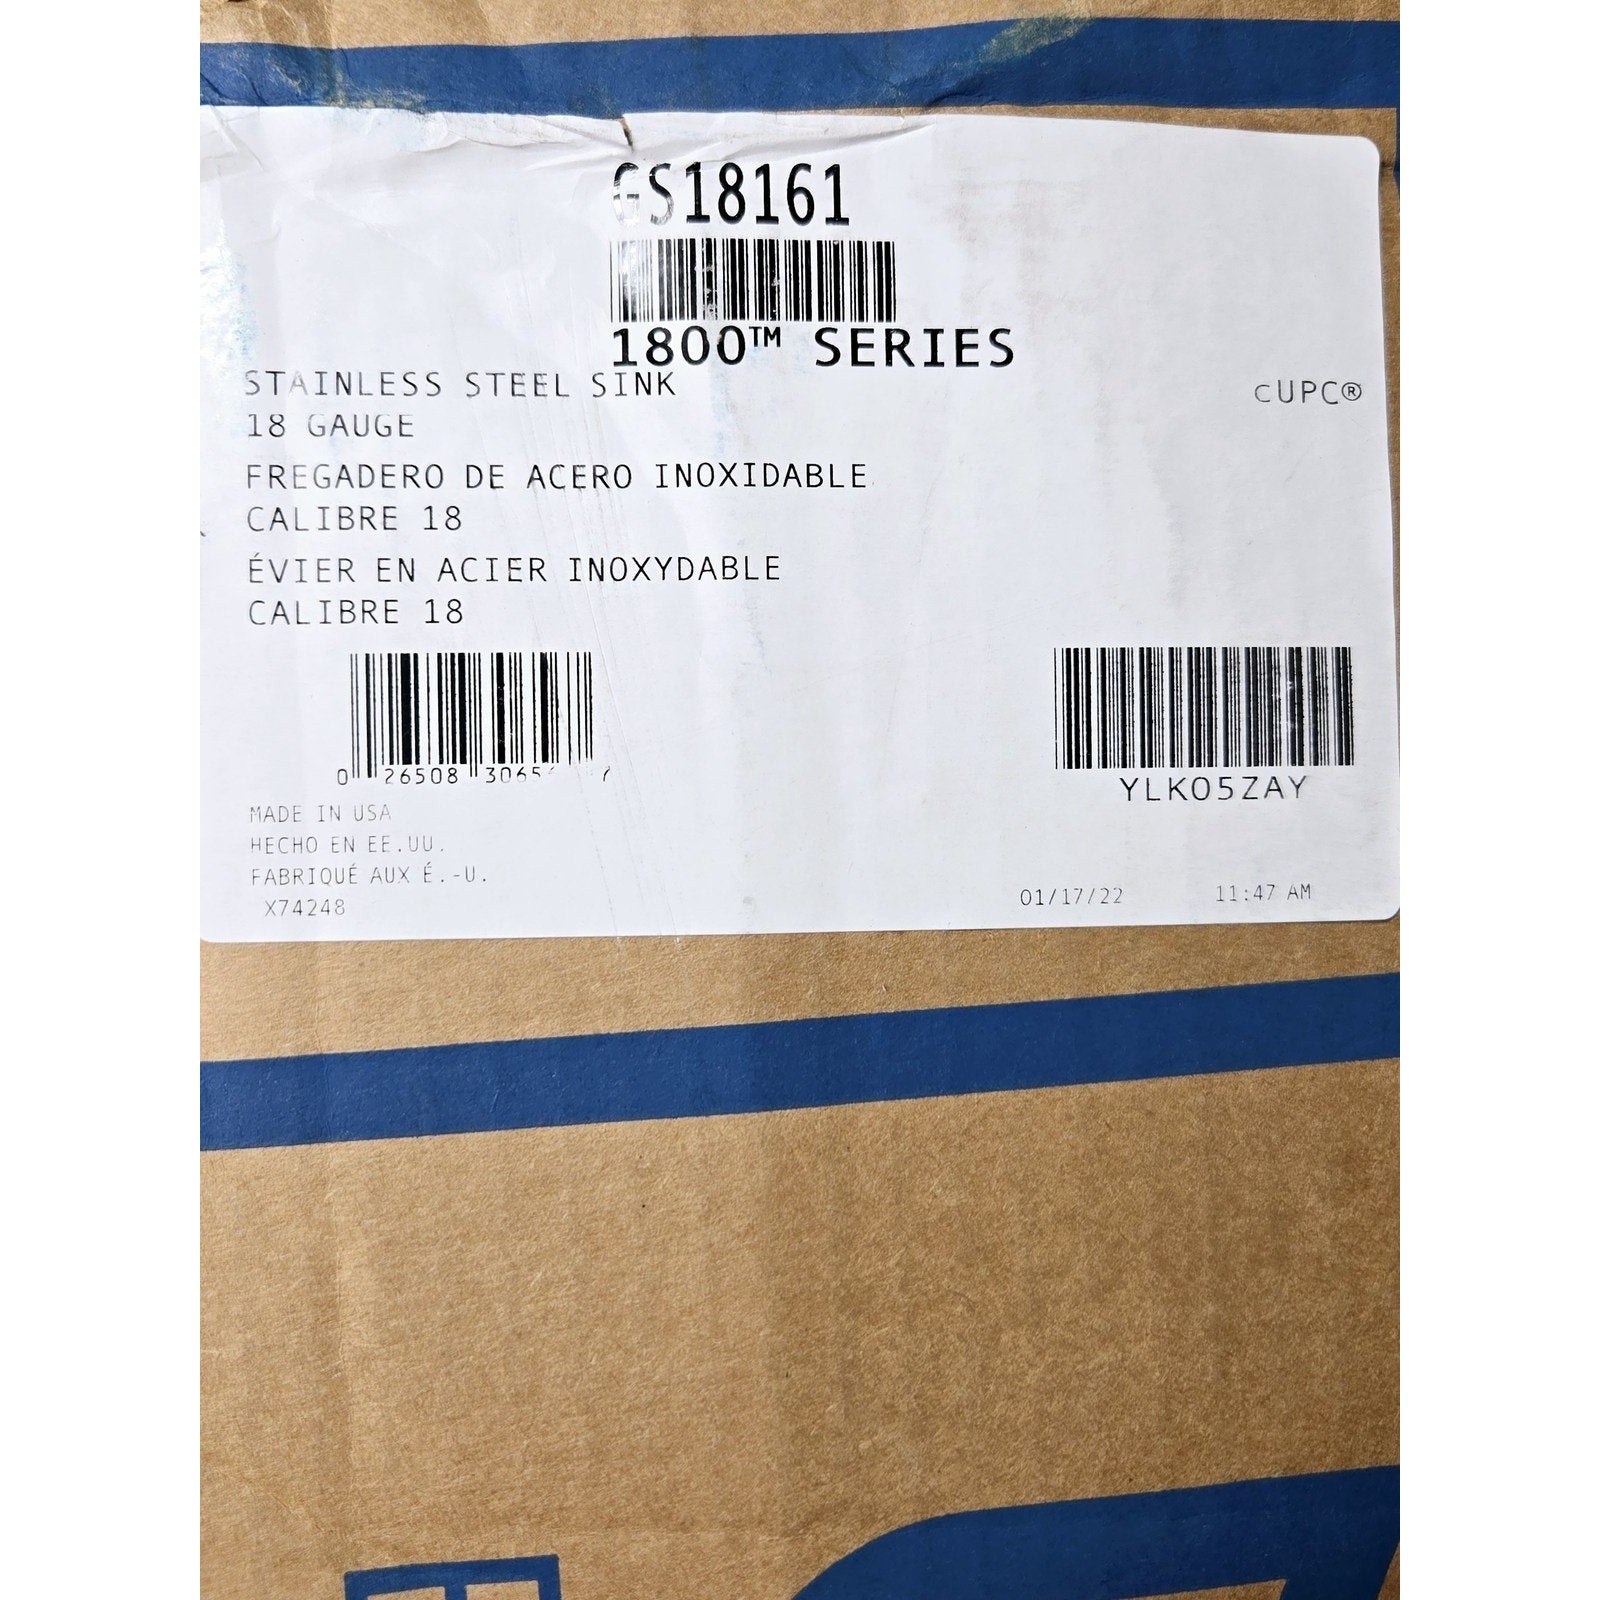 GS18161
1800™ SERIES
STAINLESS STEEL SINK
cUPC®
18 GAUGE
FREGADERO DE ACERO INOXIDABLE
CALIBRE 18
ÉVIER EN ACIER INOXYDABLE
CALIBRE 18
0 26508
YLK05ZAY
MADE IN USA
HECHO EN EE.UU.
FABRIQUÉ AUX É.-U.
X74248
01/17/22 11:47 AM